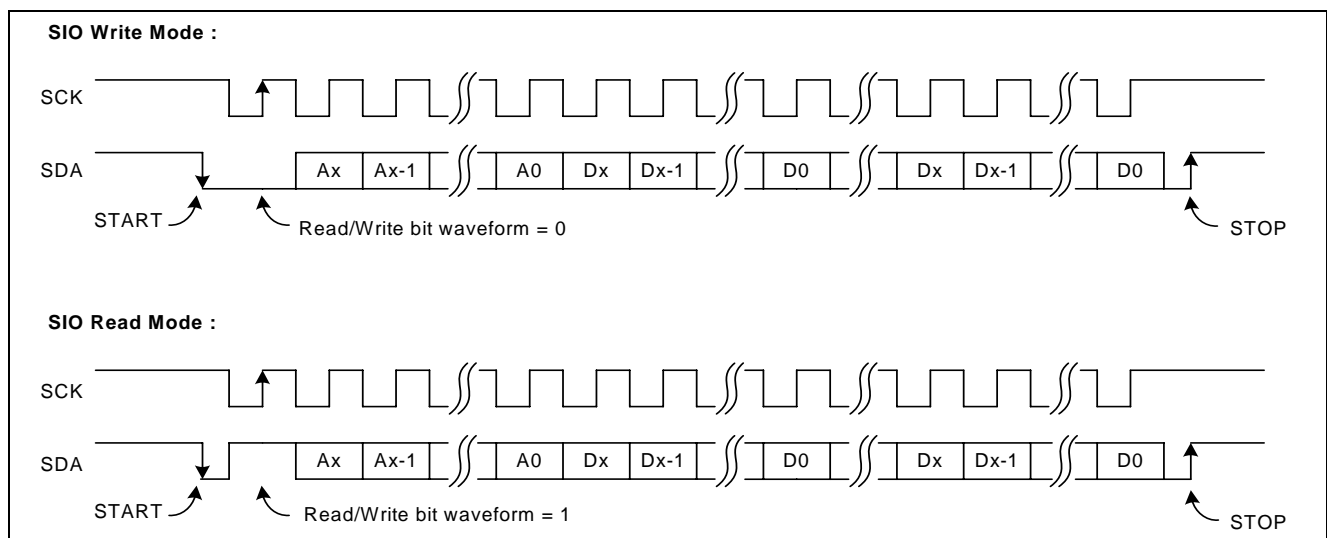 SIO Write Mode :
SCK
SDA Ax Ax-1 A0 Dx Dx-1 D0 Dx Dx-1 D0
START Read/Write bit waveform = 0 STOP
SIO Read Mode :
SCK
SDA Ax Ax-1 A0 Dx Dx-1 D0 Dx Dx-1 D0
START Read/Write bit waveform = 1 STOP